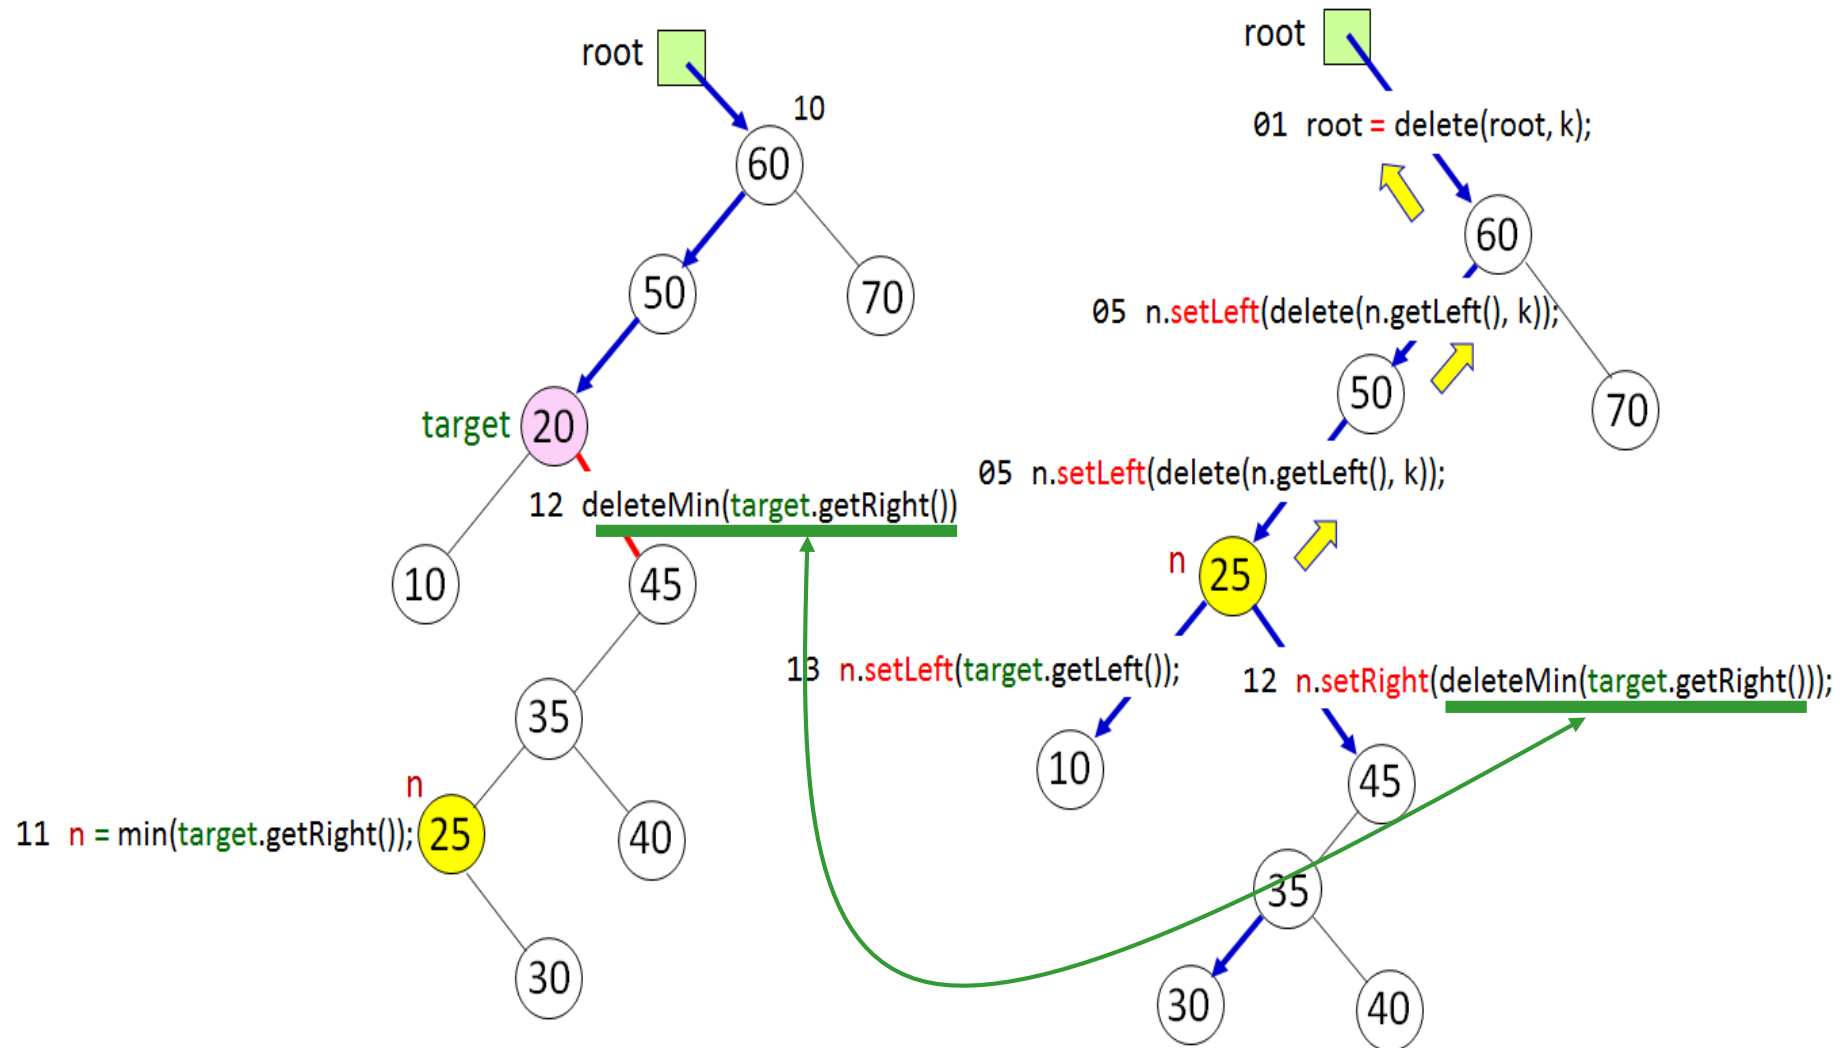 root
10
60
50
70
target 20
12 deleteMin(target.getRight())
10
45
35
n
11 n = min(target.getRight()); 25
40
30
root
01 root = delete(root, k);
60
05 n.setLeft(delete(n.getLeft(), k));
50
70
05 n.setLeft(delete(n.getLeft(), k));
n 25
13 n.setLeft(target.getLeft());
12 n.setRight(deleteMin(target.getRight()));
10
45
35
30
40